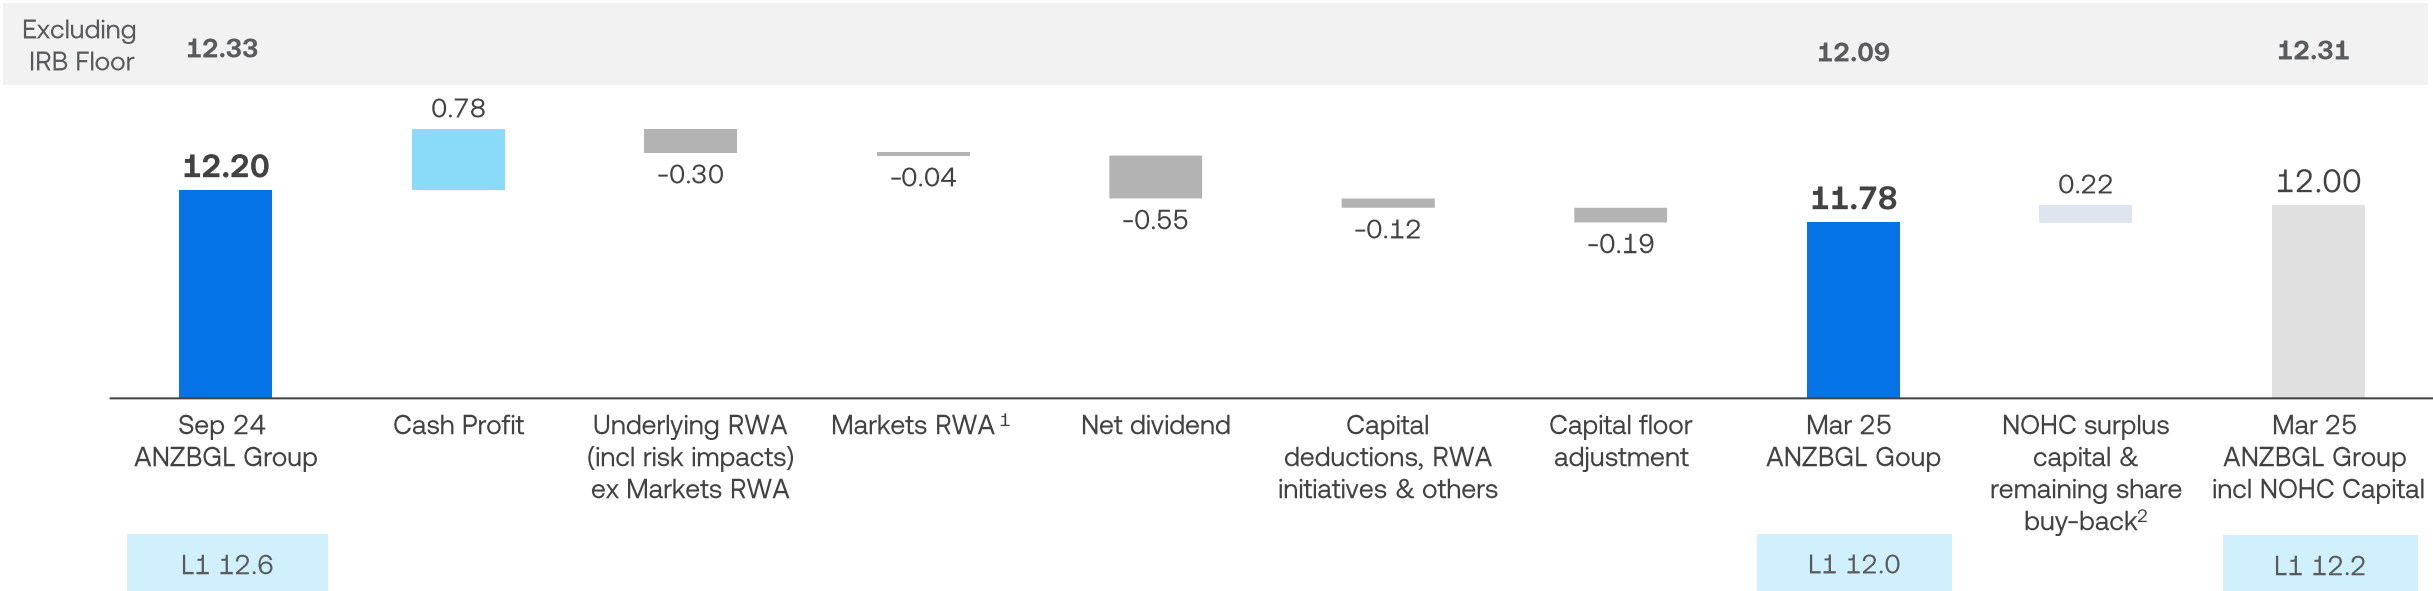 Excluding
IRB Floor
12.33
12.09
12.31
12.20
0.78
-0.30
-0.04
-0.55
-0.12
-0.19
11.78
0.22
12.00
Sep 24
ANZBGL Group
Cash Profit
Underlying RWA
(incl risk impacts)
ex Markets RWA
Markets RWA¹
Net dividend
Capital
deductions, RWA
initiatives & others
Capital floor
adjustment
Mar 25
ANZBGL Goup
NOHC surplus
capital &
remaining share
buy-back²
Mar 25
ANZBGL Group
incl NOHC Capital
L1 12.6
L1 12.0
L1 12.2